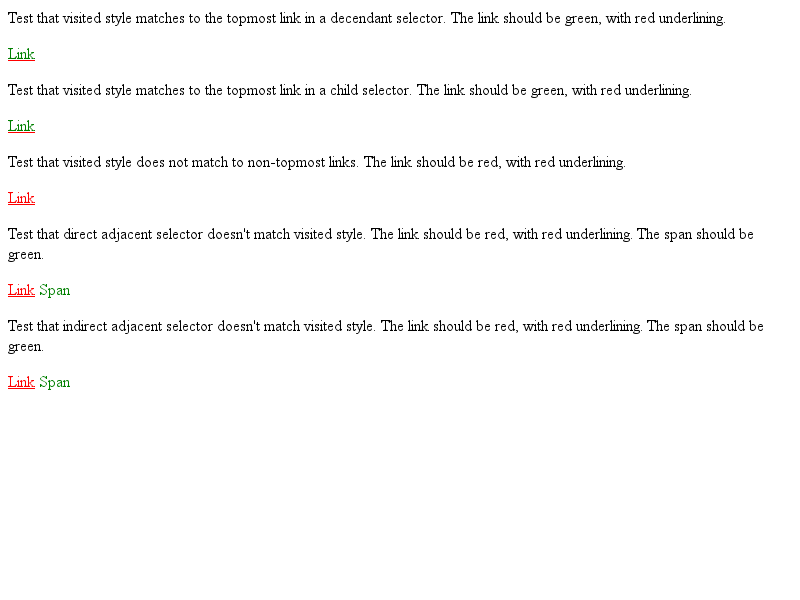 Test that visited style matches to the topmost link in a decendant selector. The link should be green, with red underlining.
Link
Test that visited style matches to the topmost link in a child selector. The link should be green, with red underlining.
Link
Test that visited style does not match to non-topmost links. The link should be red, with red underlining.
Link
Test that direct adjacent selector doesn't match visited style. The link should be red, with red underlining. The span should be
green.
Link Span
Test that indirect adjacent selector doesn't match visited style. The link should be red, with red underlining. The span should be
green.
Link Span